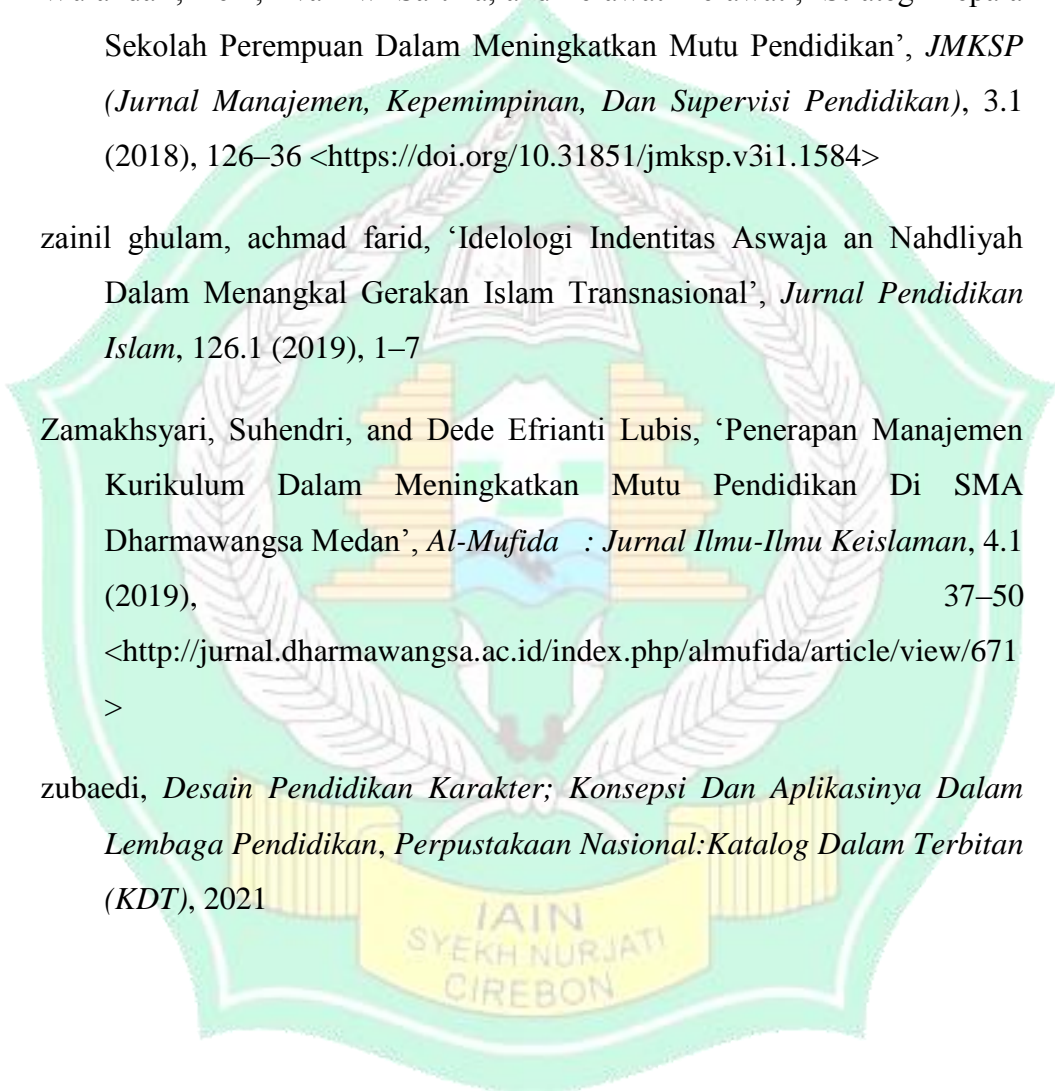 Sekolah Perempuan Dalam Meningkatkan Mutu Pendidikan’, JMKSP
(Jurnal Manajemen, Kepemimpinan, Dan Supervisi Pendidikan), 3.1
(2018), 126–36 <https://doi.org/10.31851/jmksp.v3i1.1584>
zainil ghulam, achmad farid, ‘Idelologi Indentitas Aswaja an Nahdliyah
Dalam Menangkal Gerakan Islam Transnasional’, Jurnal Pendidikan
Islam, 126.1 (2019), 1–7
Zamakhsyari, Suhendri, and Dede Efrianti Lubis, ‘Penerapan Manajemen
Kurikulum Dalam Meningkatkan Mutu Pendidikan Di SMA
Dharmawangsa Medan’, Al-Mufida : Jurnal Ilmu-Ilmu Keislaman, 4.1
(2019), 37–50
<http://jurnal.dharmawangsa.ac.id/index.php/almufida/article/view/671
>
zubaedi, Desain Pendidikan Karakter; Konsepsi Dan Aplikasinya Dalam
Lembaga Pendidikan, Perpustakaan Nasional:Katalog Dalam Terbitan
(KDT), 2021
IAIN
SYEKH NURJATI
CIREBON